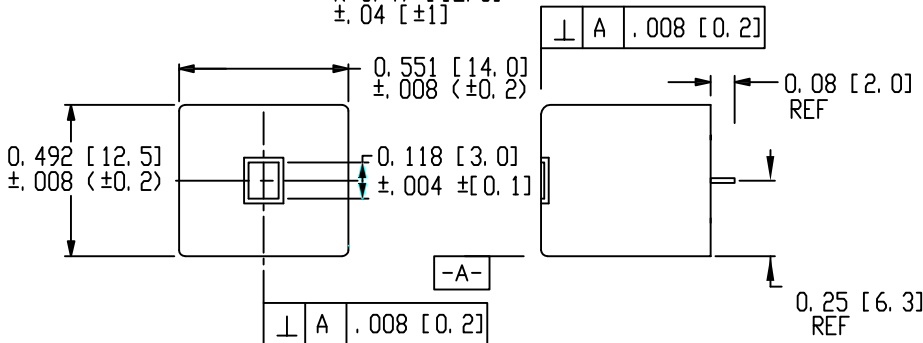 ±.04 [±1]
⊥ A .008 [0.2]
0.551 [14.0]
±.008 (±0.2)
0.08 [2.0]
REF
0.492 [12.5]
±.008 (±0.2)
0.118 [3.0]
±.004 ±[0.1]
-A-
0.25 [6.3]
REF
⊥ A .008 [0.2]